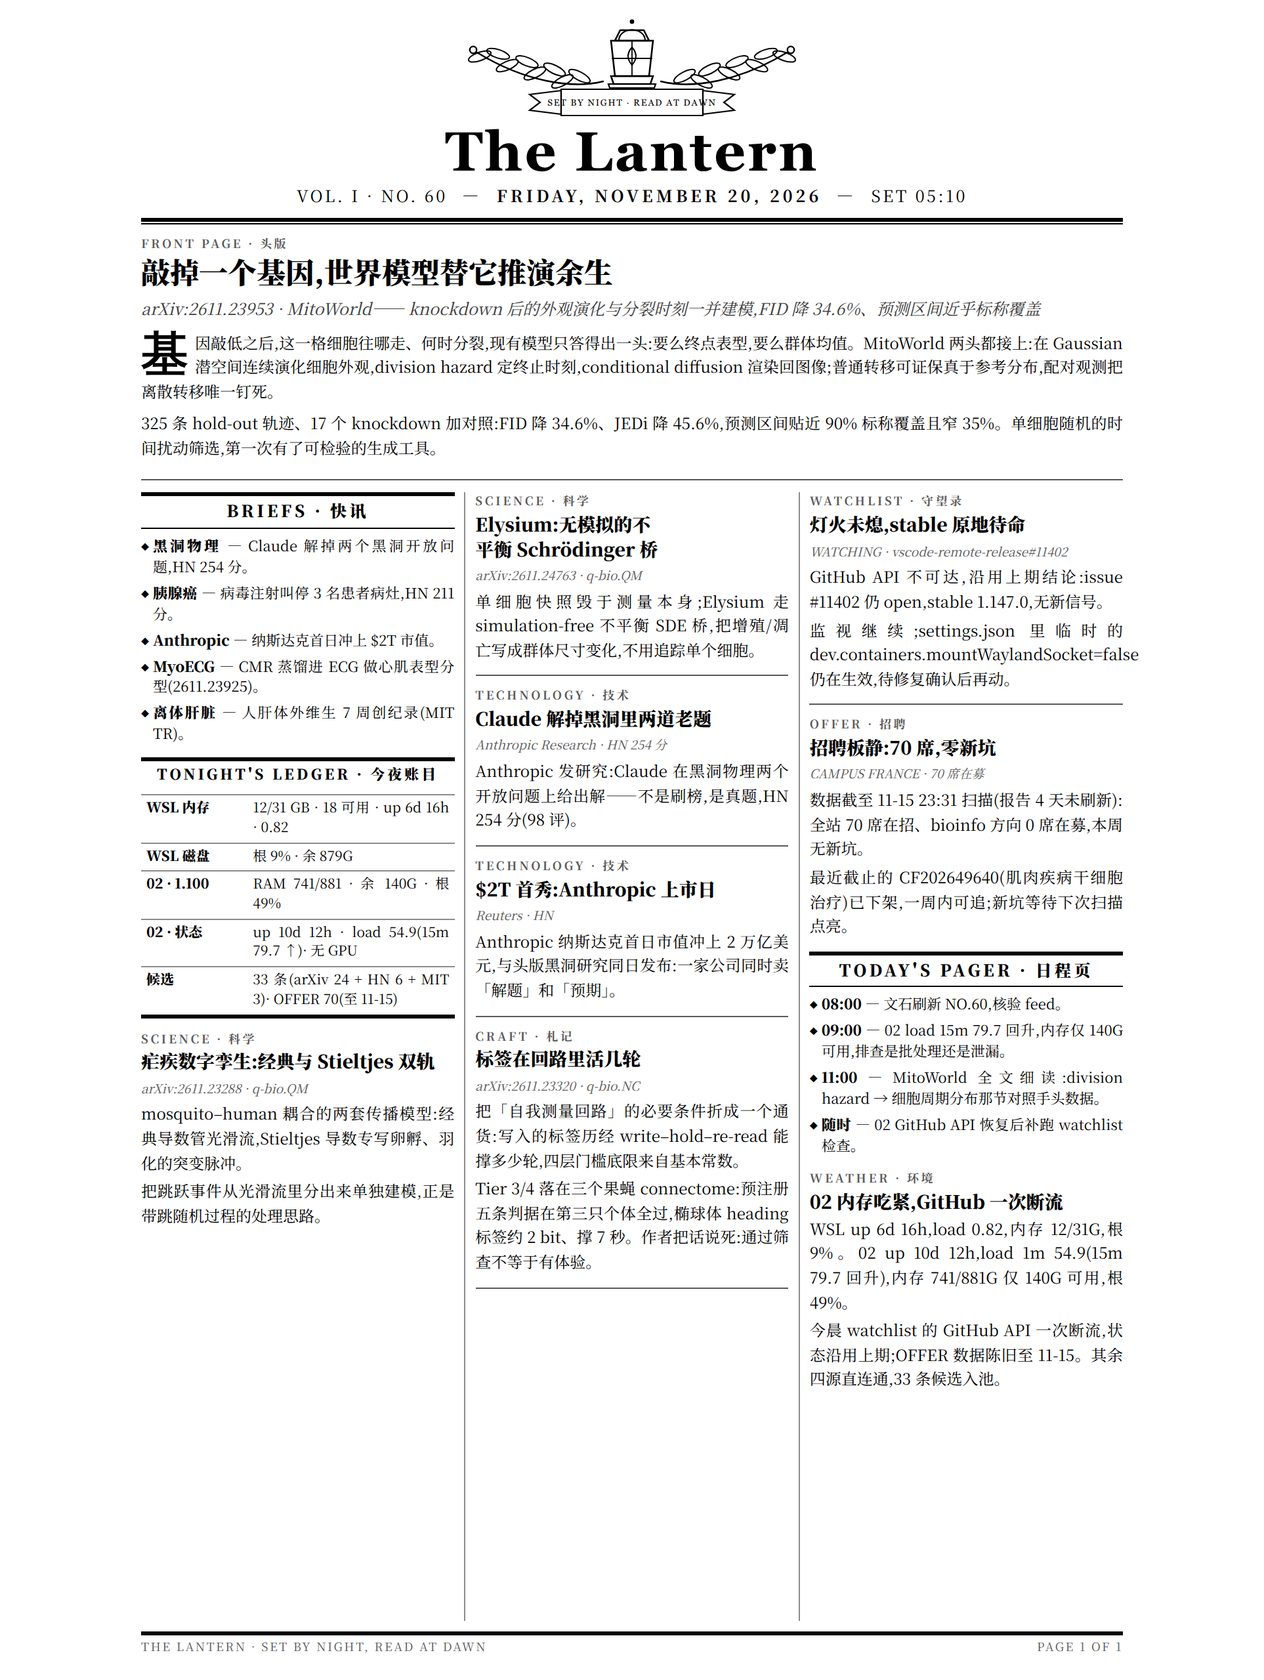 SET BY NIGHT · READ AT DAWN
The Lantern
VOL. I · NO. 60 — FRIDAY, NOVEMBER 20, 2026 — SET 05:10
FRONT PAGE · 头版
敲掉一个基因,世界模型替它推演余生
arXiv:2611.23953 · MitoWorld—— knockdown 后的外观演化与分裂时刻一并建模,FID 降 34.6%、预测区间近乎标称覆盖
基因敲低之后,这一格细胞往哪走、何时分裂,现有模型只答得出一头:要么终点表型,要么群体均值。MitoWorld 两头都接上:在 Gaussian
潜空间连续演化细胞外观,division hazard 定终止时刻,conditional diffusion 渲染回图像;普通转移可证保真于参考分布,配对观测把
离散转移唯一钉死。
325 条 hold-out 轨迹、17 个 knockdown 加对照:FID 降 34.6%、JEDi 降 45.6%,预测区间贴近 90% 标称覆盖且窄 35%。单细胞随机的时
间扰动筛选,第一次有了可检验的生成工具。
BRIEFS · 快讯
◆ 黑洞物理 — Claude 解掉两个黑洞开放问
题,HN 254 分。
◆ 胰腺癌 — 病毒注射叫停 3 名患者病灶,HN 211
分。
◆ Anthropic — 纳斯达克首日冲上 $2T 市值。
◆ MyoECG — CMR 蒸馏进 ECG 做心肌表型分
型(2611.23925)。
◆ 离体肝脏 — 人肝体外维生 7 周创纪录(MIT
TR)。
TONIGHT'S LEDGER · 今夜账目
WSL 内存 12/31 GB · 18 可用 · up 6d 16h
· 0.82
WSL 磁盘 根 9% · 余 879G
02 · 1.100 RAM 741/881 · 余 140G · 根
49%
02 · 状态 up 10d 12h · load 54.9(15m
79.7 ↑)· 无 GPU
候选 33 条(arXiv 24 + HN 6 + MIT
3)· OFFER 70(至 11-15)
SCIENCE · 科学
疟疾数字孪生:经典与 Stieltjes 双轨
arXiv:2611.23288 · q-bio.QM
mosquito–human 耦合的两套传播模型:经
典导数管光滑流,Stieltjes 导数专写卵孵、羽
化的突变脉冲。
把跳跃事件从光滑流里分出来单独建模,正是
带跳随机过程的处理思路。
SCIENCE · 科学
Elysium:无模拟的不
平衡 Schrödinger 桥
arXiv:2611.24763 · q-bio.QM
单细胞快照毁于测量本身;Elysium 走
simulation-free 不平衡 SDE 桥,把增殖/凋
亡写成群体尺寸变化,不用追踪单个细胞。
TECHNOLOGY · 技术
Claude 解掉黑洞里两道老题
Anthropic Research · HN 254 分
Anthropic 发研究:Claude 在黑洞物理两个
开放问题上给出解——不是刷榜,是真题,HN
254 分(98 评)。
TECHNOLOGY · 技术
$2T 首秀:Anthropic 上市日
Reuters · HN
Anthropic 纳斯达克首日市值冲上 2 万亿美
元,与头版黑洞研究同日发布:一家公司同时卖
「解题」和「预期」。
CRAFT · 札记
标签在回路里活几轮
arXiv:2611.23320 · q-bio.NC
把「自我测量回路」的必要条件折成一个通
货:写入的标签历经 write–hold–re-read 能
撑多少轮,四层门槛底限来自基本常数。
Tier 3/4 落在三个果蝇 connectome:预注册
五条判据在第三只个体全过,椭球体 heading
标签约 2 bit、撑 7 秒。作者把话说死:通过筛
查不等于有体验。
WATCHLIST · 守望录
灯火未熄,stable 原地待命
WATCHING · vscode-remote-release#11402
GitHub API 不可达,沿用上期结论:issue
#11402 仍 open,stable 1.147.0,无新信号。
监视继续;settings.json 里临时的
dev.containers.mountWaylandSocket=false
仍在生效,待修复确认后再动。
OFFER · 招聘
招聘板静:70 席,零新坑
CAMPUS FRANCE · 70 席在募
数据截至 11-15 23:31 扫描(报告 4 天未刷新):
全站 70 席在招、bioinfo 方向 0 席在募,本周
无新坑。
最近截止的 CF202649640(肌肉疾病干细胞
治疗)已下架,一周内可追;新坑等待下次扫描
点亮。
TODAY'S PAGER · 日程页
◆ 08:00 — 文石刷新 NO.60,核验 feed。
◆ 09:00 — 02 load 15m 79.7 回升,内存仅 140G
可用,排查是批处理还是泄漏。
◆ 11:00 — MitoWorld 全文细读:division
hazard → 细胞周期分布那节对照手头数据。
◆ 随时 — 02 GitHub API 恢复后补跑 watchlist
检查。
WEATHER · 环境
02 内存吃紧,GitHub 一次断流
WSL up 6d 16h,load 0.82,内存 12/31G,根
9%。02 up 10d 12h,load 1m 54.9(15m
79.7 回升),内存 741/881G 仅 140G 可用,根
49%。
今晨 watchlist 的 GitHub API 一次断流,状
态沿用上期;OFFER 数据陈旧至 11-15。其余
四源直连通,33 条候选入池。
THE LANTERN · SET BY NIGHT, READ AT DAWN
PAGE 1 OF 1